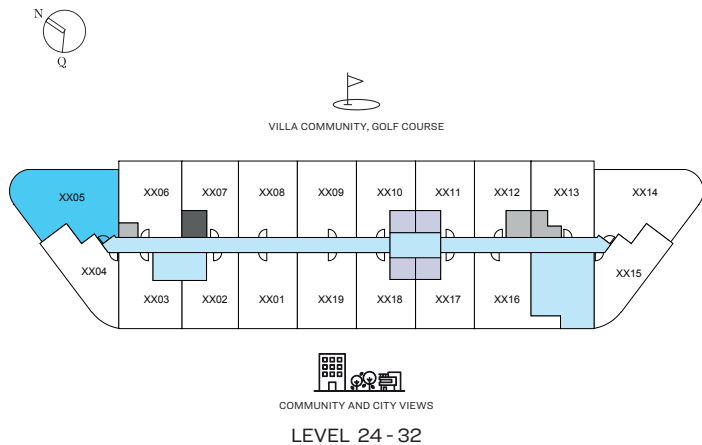 N
Q
VILLA COMMUNITY, GOLF COURSE
XX05
XX06
XX07
XX08
XX09
XX10
XX11
XX12
XX13
XX14
XX04
XX03
XX02
XX01
XX19
XX18
XX17
XX16
XX15
COMMUNITY AND CITY VIEWS
LEVEL 24 - 32